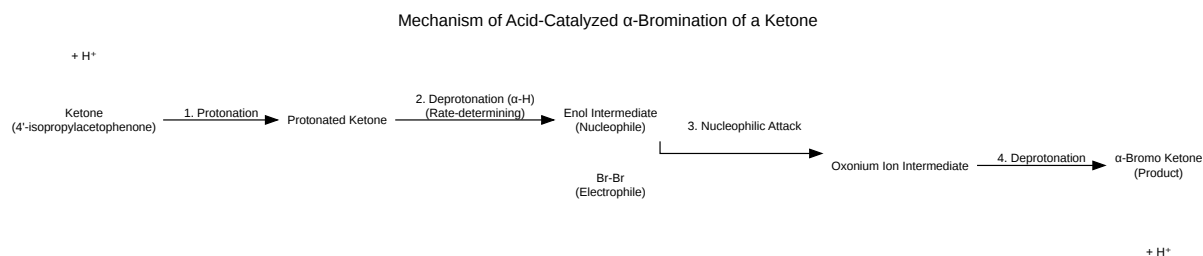 Mechanism of Acid-Catalyzed α-Bromination of a Ketone
+ H⁺
Ketone
(4'-isopropylacetophenone)
1. Protonation
Protonated Ketone
2. Deprotonation (α-H)
(Rate-determining)
Enol Intermediate
(Nucleophile)
3. Nucleophilic Attack
Br-Br
(Electrophile)
Oxonium Ion Intermediate
4. Deprotonation
α-Bromo Ketone
(Product)
+ H⁺